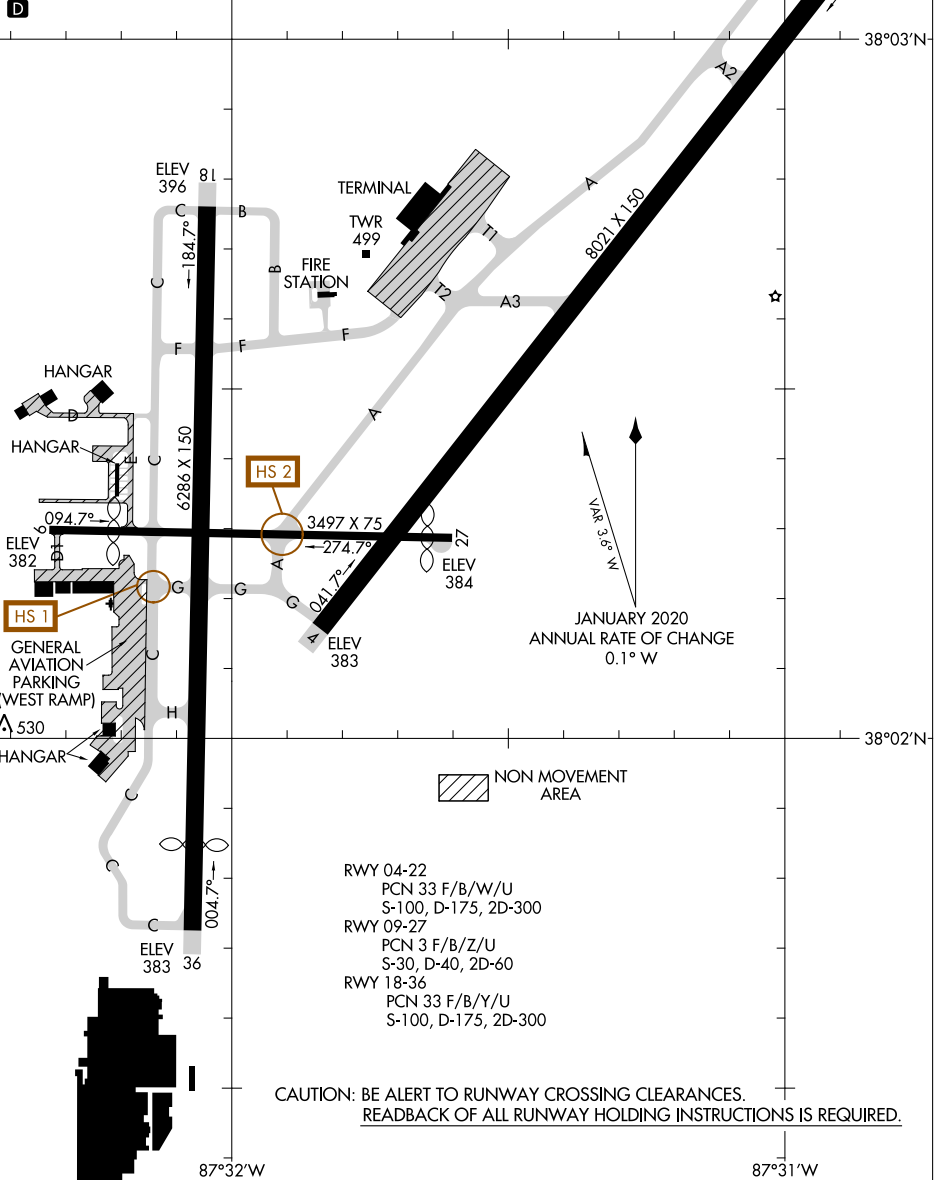 D
38°03'N
A2
ELEV
396
18
TERMINAL
A
C
B
TWR
499
T1
184.7°
8021 X 150
FIRE
STATION
B
C
T2
A3
F
F
F
HANGAR
D
A
HANGAR
6286 X 150
E
C
HS 2
VAR 3.6° W
094.7°
9
3497 X 75
274.7°
27
ELEV
382
D1
A
ELEV
384
G
G
G
041.7°
HS 1
4
ELEV
383
JANUARY 2020
ANNUAL RATE OF CHANGE
0.1° W
GENERAL
AVIATION
PARKING
(WEST RAMP)
C
H
530
HANGAR
38°02'N
NON MOVEMENT
AREA
C
C
RWY 04-22
PCN 33 F/B/W/U
S-100, D-175, 2D-300
RWY 09-27
PCN 3 F/B/Z/U
S-30, D-40, 2D-60
RWY 18-36
PCN 33 F/B/Y/U
S-100, D-175, 2D-300
004.7°
C
ELEV
383
36
CAUTION: BE ALERT TO RUNWAY CROSSING CLEARANCES.
READBACK OF ALL RUNWAY HOLDING INSTRUCTIONS IS REQUIRED.
87°32'W
87°31'W